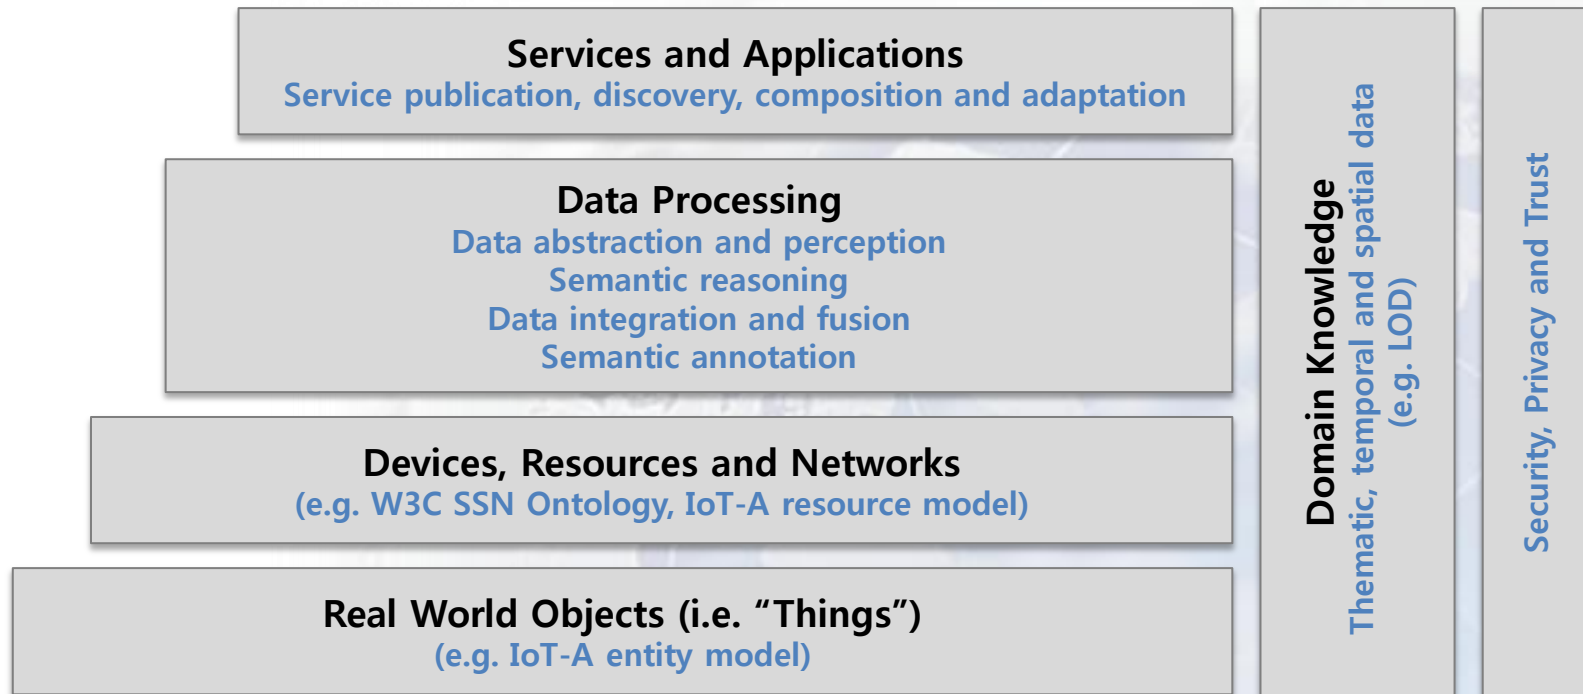 Services and Applications
Service publication, discovery, composition and adaptation
Data Processing
Data abstraction and perception
Semantic reasoning
Data integration and fusion
Semantic annotation
Devices, Resources and Networks
(e.g. W3C SSN Ontology, IoT-A resource model)
Real World Objects (i.e. “Things”)
(e.g. IoT-A entity model)
Domain Knowledge
Thematic, temporal and spatial data
(e.g. LOD)
Security, Privacy and Trust